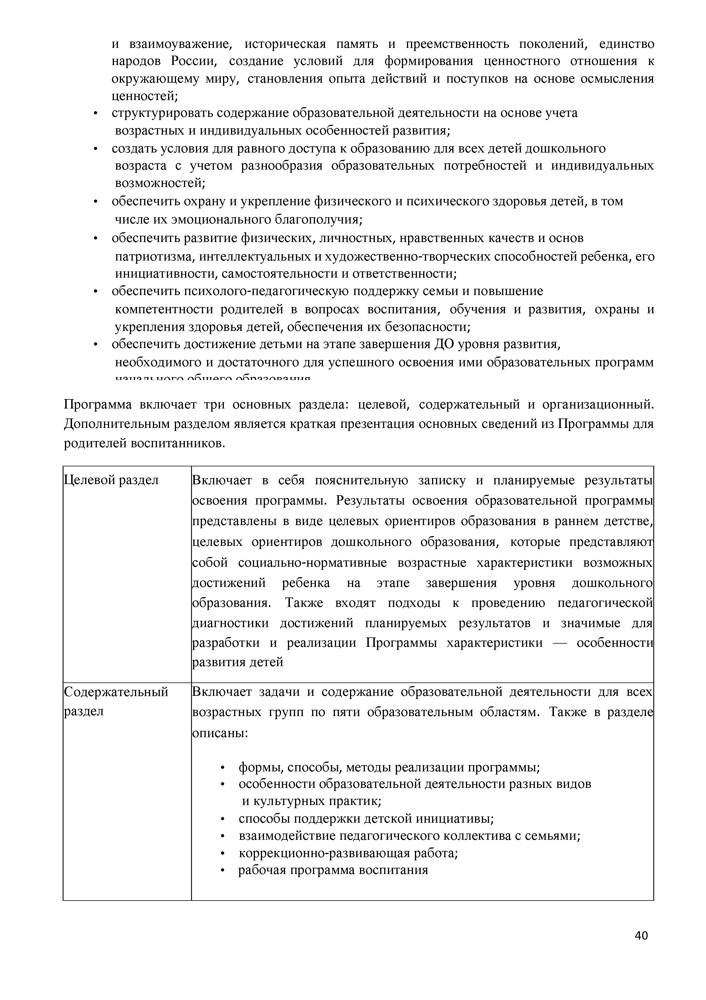 и взаимоуважение, историческая память и преемственность поколений, единство
народов России, создание условий для формирования ценностного отношения к
окружающему миру, становления опыта действий и поступков на основе осмысления
ценностей;
• структурировать содержание образовательной деятельности на основе учета
возрастных и индивидуальных особенностей развития;
• создать условия для равного доступа к образованию для всех детей дошкольного
возраста с учетом разнообразия образовательных потребностей и индивидуальных
возможностей;
• обеспечить охрану и укрепление физического и психического здоровья детей, в том
числе их эмоционального благополучия;
• обеспечить развитие физических, личностных, нравственных качеств и основ
патриотизма, интеллектуальных и художественно-творческих способностей ребенка, его
инициативности, самостоятельности и ответственности;
• обеспечить психолого-педагогическую поддержку семьи и повышение
компетентности родителей в вопросах воспитания, обучения и развития, охраны и
укрепления здоровья детей, обеспечения их безопасности;
• обеспечить достижение детьми на этапе завершения ДО уровня развития,
необходимого и достаточного для успешного освоения ими образовательных программ
начального общего образования
Программа включает три основных раздела: целевой, содержательный и организационный.
Дополнительным разделом является краткая презентация основных сведений из Программы для
родителей воспитанников.
Целевой раздел
Включает в себя пояснительную записку и планируемые результаты
освоения программы. Результаты освоения образовательной программы
представлены в виде целевых ориентиров образования в раннем детстве,
целевых ориентиров дошкольного образования, которые представляют
собой социально-нормативные возрастные характеристики возможных
достижений ребенка на этапе завершения уровня дошкольного
образования. Также входят подходы к проведению педагогической
диагностики достижений планируемых результатов и значимые для
разработки и реализации Программы характеристики — особенности
развития детей
Содержательный
раздел
Включает задачи и содержание образовательной деятельности для всех
возрастных групп по пяти образовательным областям. Также в разделе
описаны:
• формы, способы, методы реализации программы;
• особенности образовательной деятельности разных видов
и культурных практик;
• способы поддержки детской инициативы;
• взаимодействие педагогического коллектива с семьями;
• коррекционно-развивающая работа;
• рабочая программа воспитания
40